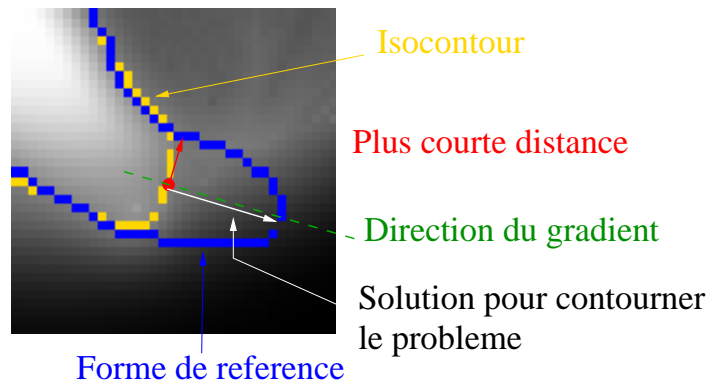 Isocontour
Plus courte distance
Direction du gradient
Solution pour contourner
le probleme
Forme de reference